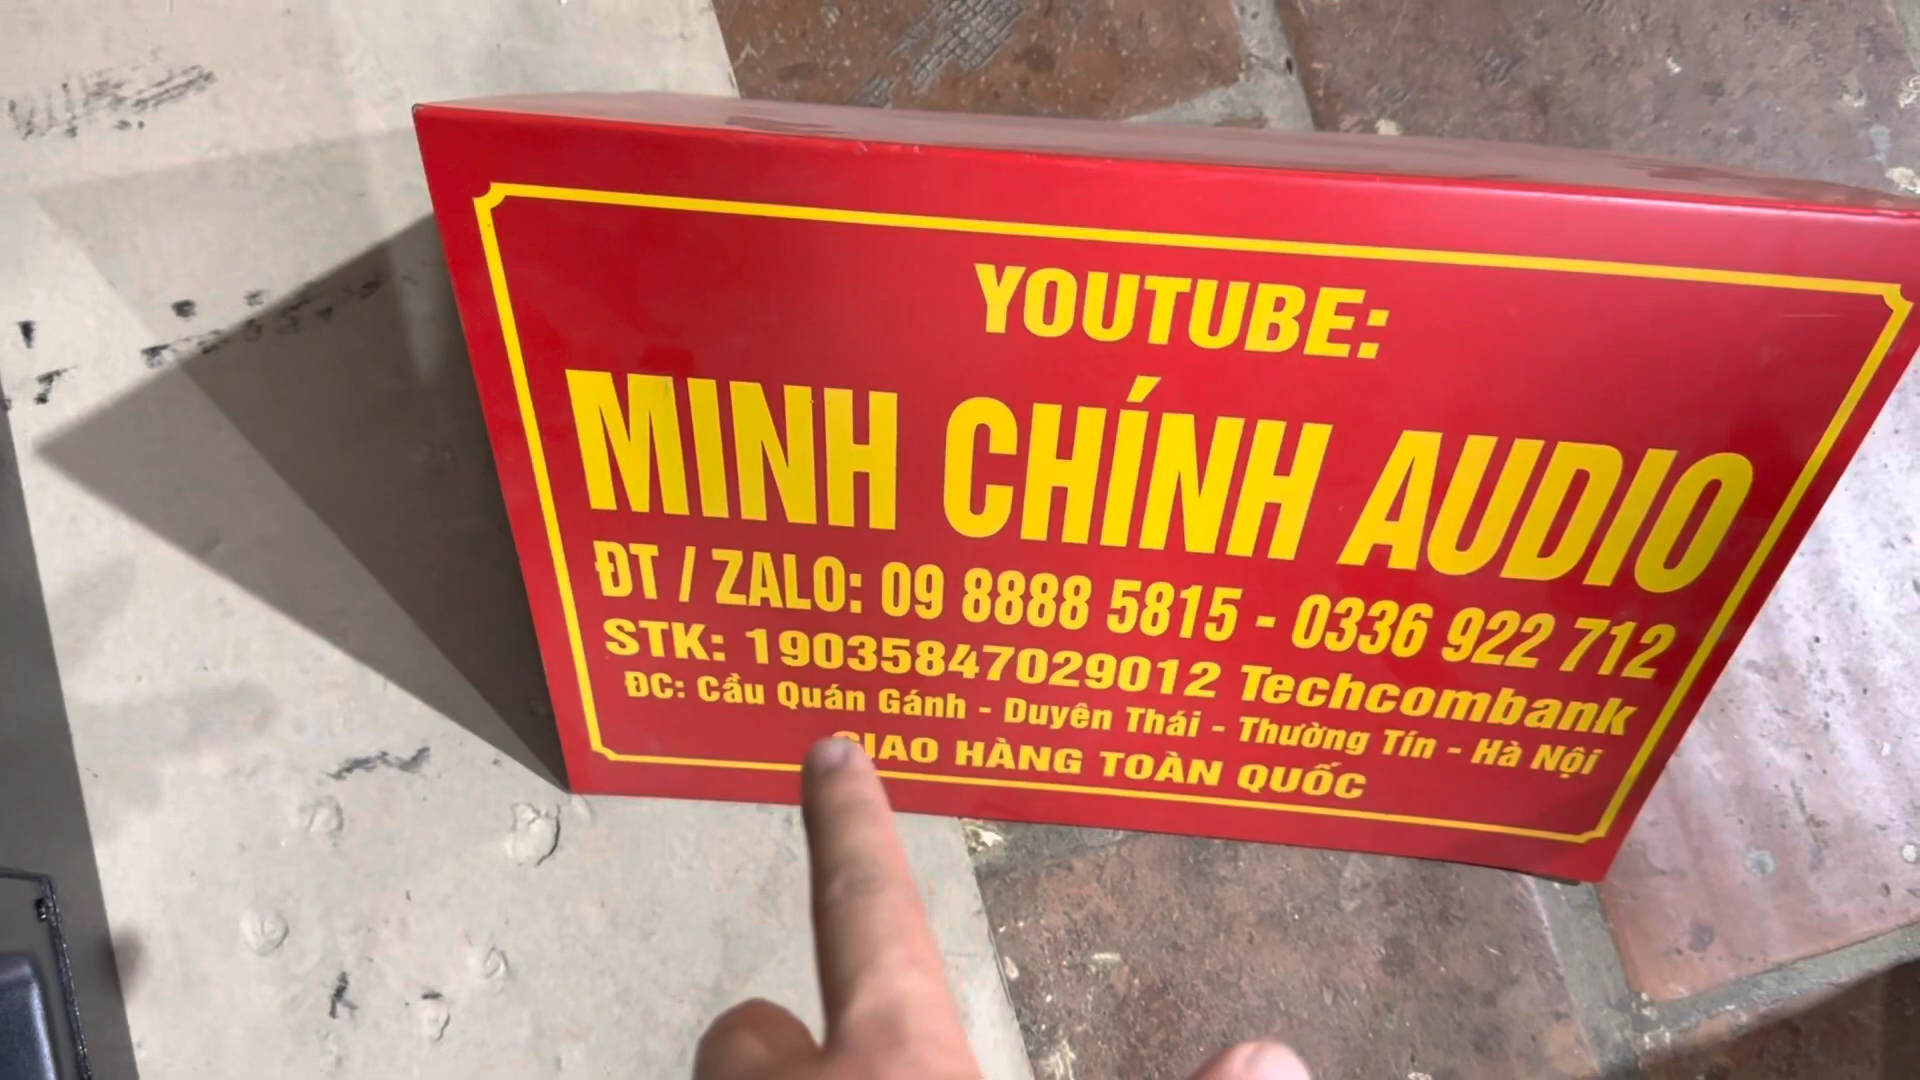 YOUTUBE:
MINH CHÍNH AUDIO
ĐT / ZALO: 09 8888 5815 - 0336 922 712
STK: 19035847029012 Techcombank
ĐC: Cầu Quán Gánh - Duyên Thái - Thường Tín - Hà Nội
GIAO HÀNG TOÀN QUỐC